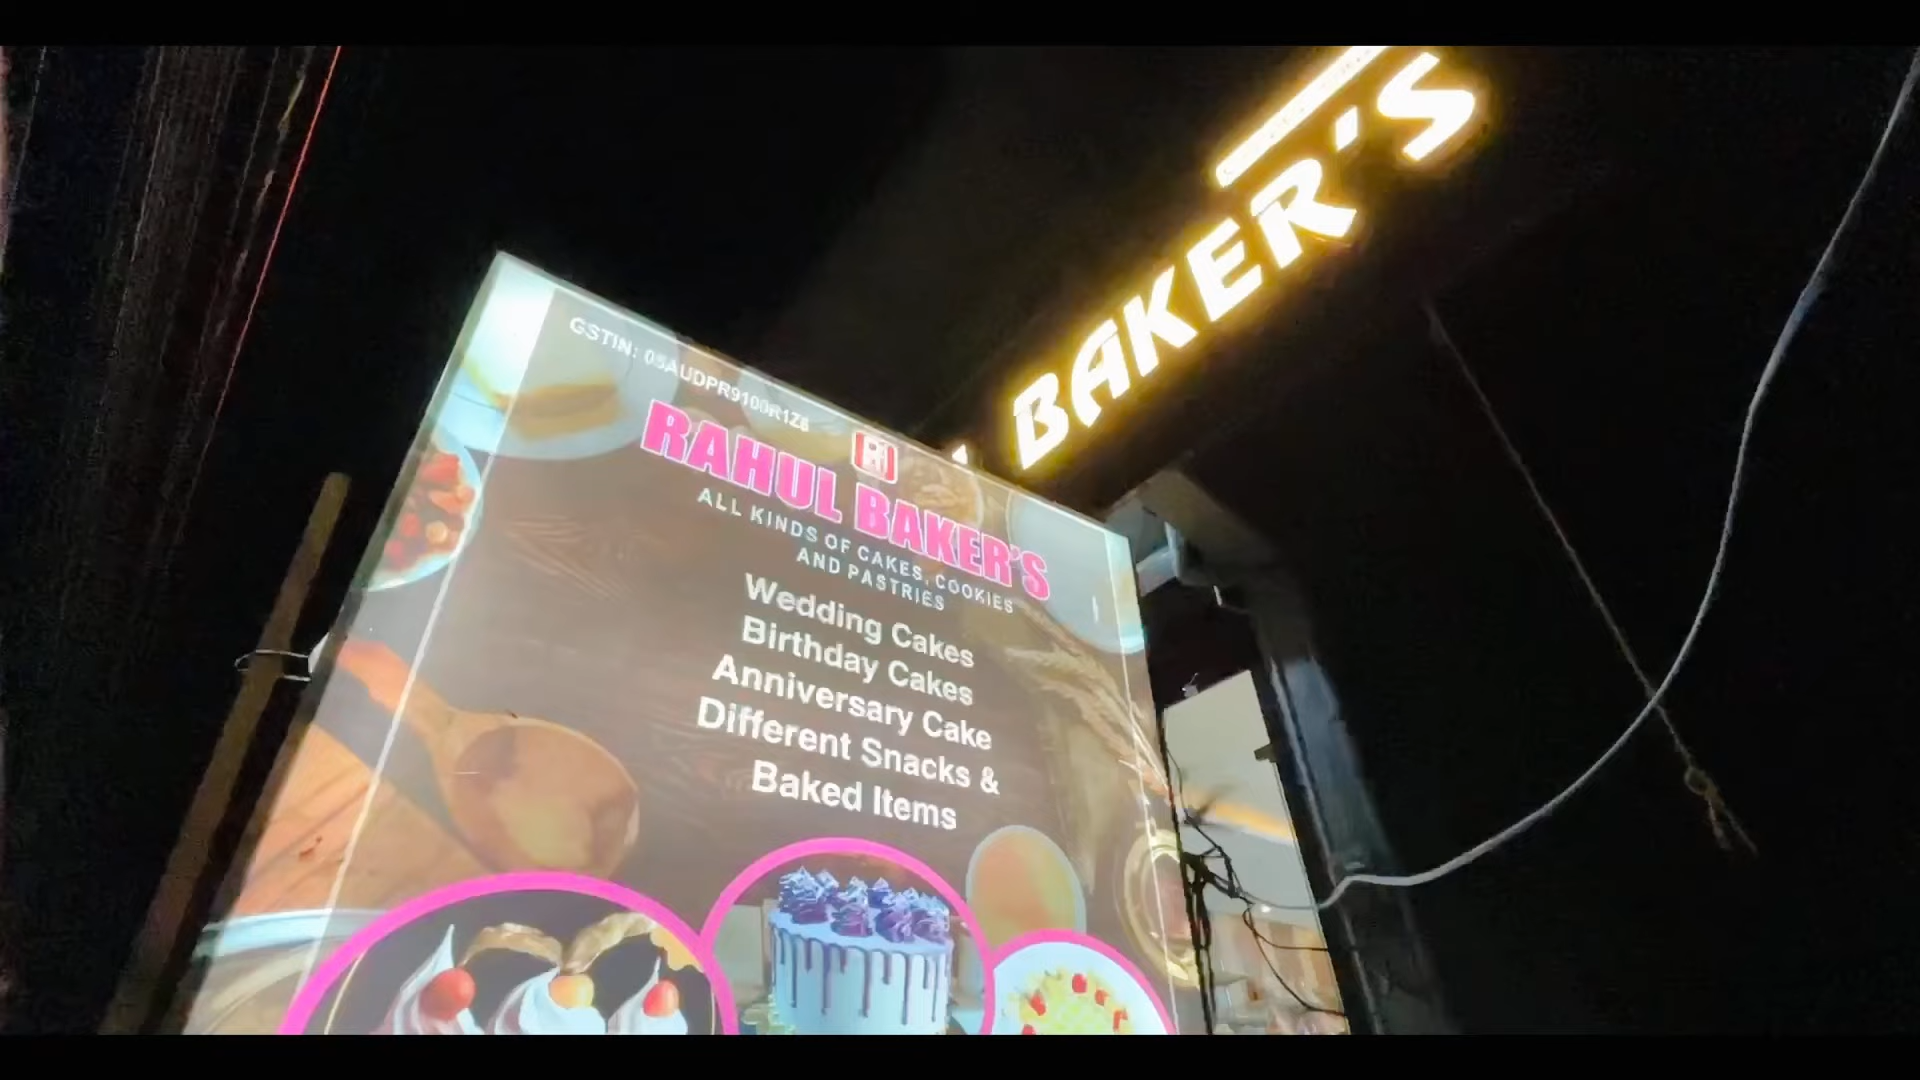 BAKER'S
GSTIN: 05AUDPR9100R1Z6
RAHUL BAKER'S
ALL KINDS OF CAKES, COOKIES
AND PASTRIES
Wedding Cakes
Birthday Cakes
Anniversary Cake
Different Snacks &
Baked Items